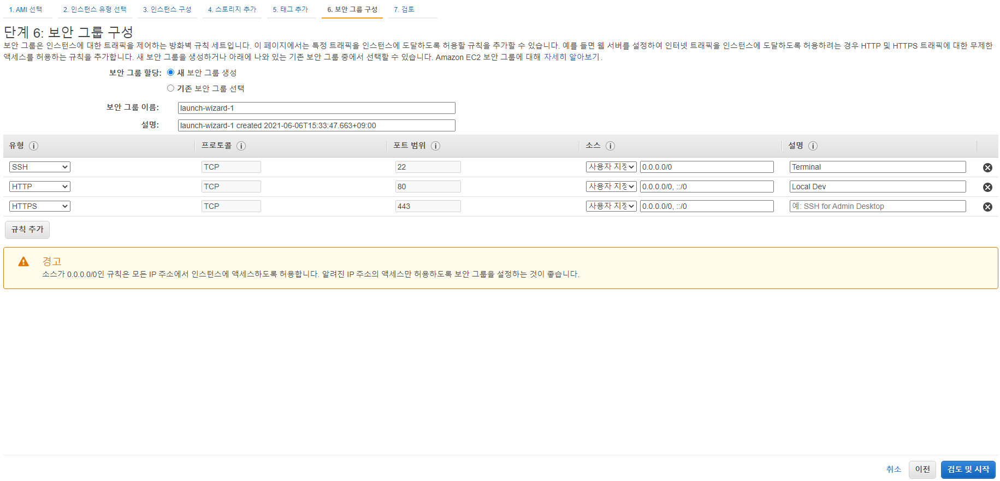 1. AMI 선택 2. 인스턴스 유형 선택 3. 인스턴스 구성 4. 스토리지 추가 5. 태그 추가 6. 보안 그룹 구성 7. 검토
단계 6: 보안 그룹 구성
보안 그룹은 인스턴스에 대한 트래픽을 제어하는 방화벽 규칙 세트입니다. 이 페이지에서는 특정 트래픽을 인스턴스에 도달하도록 허용할 규칙을 추가할 수 있습니다. 예를 들면 웹 서버를 설정하여 인터넷 트래픽을 인스턴스에 도달하도록 허용하려는 경우 HTTP 및 HTTPS 트래픽에 대한 무제한
액세스를 허용하는 규칙을 추가합니다. 새 보안 그룹을 생성하거나 아래에 나와 있는 기존 보안 그룹 중에서 선택할 수 있습니다. Amazon EC2 보안 그룹에 대해 자세히 알아보기.
보안 그룹 할당: 새 보안 그룹 생성
기존 보안 그룹 선택
보안 그룹 이름: launch-wizard-1
설명: launch-wizard-1 created 2021-06-06T15:33:47.663+09:00
유형 프로토콜 포트 범위 소스 설명
SSH TCP 22 사용자 지정 0.0.0.0/0 Terminal
HTTP TCP 80 사용자 지정 0.0.0.0/0, ::/0 Local Dev
HTTPS TCP 443 사용자 지정 0.0.0.0/0, ::/0 예: SSH for Admin Desktop
규칙 추가
경고
소스가 0.0.0.0/0인 규칙은 모든 IP 주소에서 인스턴스에 액세스하도록 허용합니다. 알려진 IP 주소의 액세스만 허용하도록 보안 그룹을 설정하는 것이 좋습니다.
취소 이전 검토 및 시작